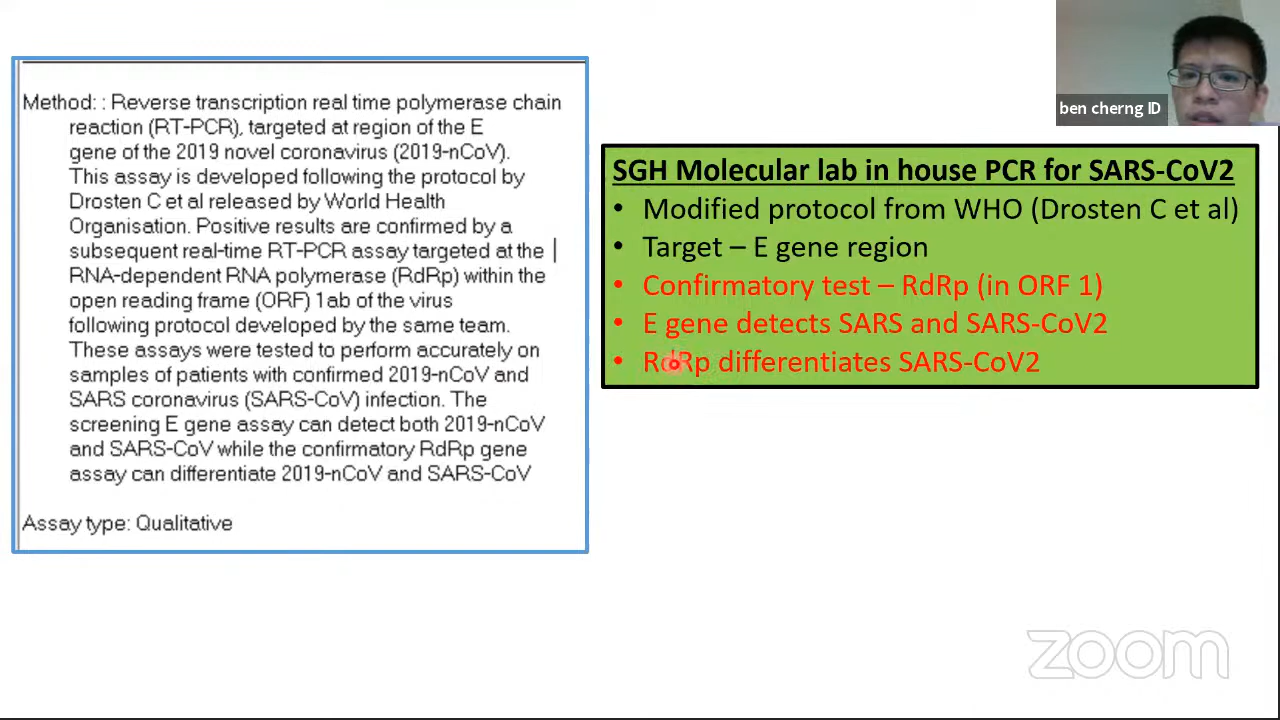 Method: : Reverse transcription real time polymerase chain
reaction (RT-PCR), targeted at region of the E
gene of the 2019 novel coronavirus (2019-nCoV).
This assay is developed following the protocol by
Drosten C et al released by World Health
Organisation. Positive results are confirmed by a
subsequent real-time RT-PCR assay targeted at the
RNA-dependent RNA polymerase (RdRp) within the
open reading frame (ORF) 1ab of the virus
following protocol developed by the same team.
These assays were tested to perform accurately on
samples of patients with confirmed 2019-nCoV and
SARS coronavirus (SARS-CoV) infection. The
screening E gene assay can detect both 2019-nCoV
and SARS-CoV while the confirmatory RdRp gene
assay can differentiate 2019-nCoV and SARS-CoV
Assay type: Qualitative
ben cherng ID
SGH Molecular lab in house PCR for SARS-CoV2
• Modified protocol from WHO (Drosten C et al)
• Target – E gene region
• Confirmatory test – RdRp (in ORF 1)
• E gene detects SARS and SARS-CoV2
• RdRp differentiates SARS-CoV2
zoom